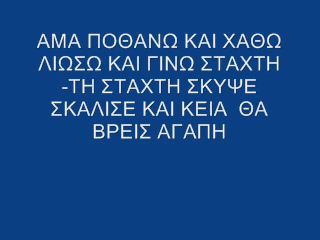 ΑΜΑ ΠΟΘΑΝΩ ΚΑΙ ΧΑΘΩ
ΛΙΩΣΩ ΚΑΙ ΓΙΝΩ ΣΤΑΧΤΗ
-ΤΗ ΣΤΑΧΤΗ ΣΚΥΨΕ
ΣΚΑΛΙΣΕ ΚΑΙ ΚΕΙΑ  ΘΑ
ΒΡΕΙΣ ΑΓΑΠΗ